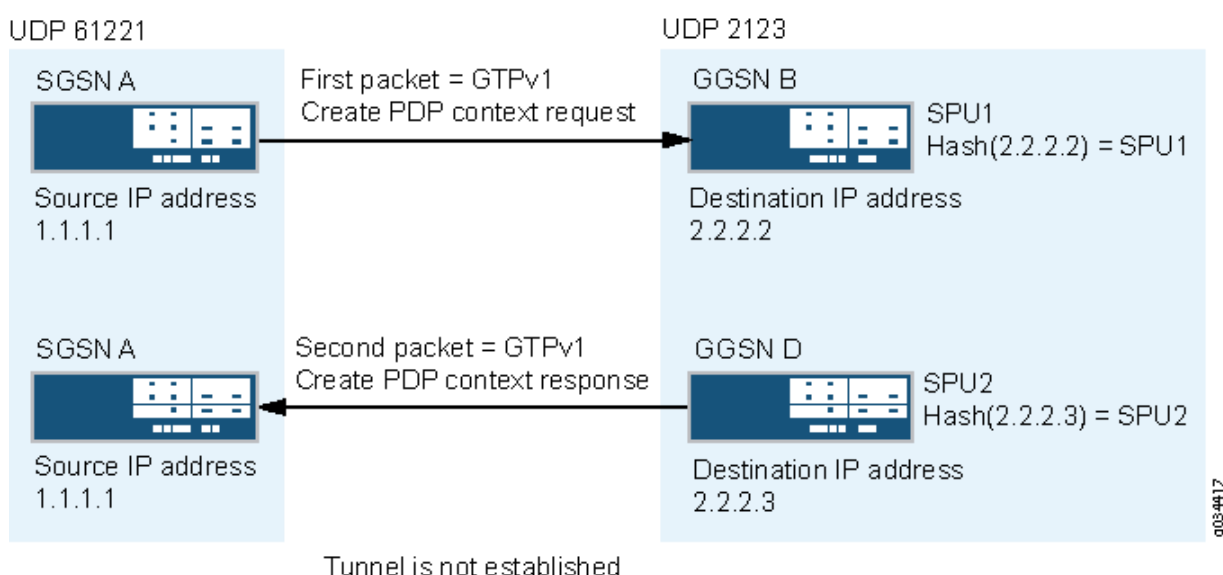 UDP 61221
UDP 2123
SGSN A
First packet = GTPv1
Create PDP context request
GGSN B
SPU1
Hash(2.2.2.2) = SPU1
Source IP address
1.1.1.1
Destination IP address
2.2.2.2
SGSN A
Second packet = GTPv1
Create PDP context response
GGSN D
SPU2
Hash(2.2.2.3) = SPU2
Source IP address
1.1.1.1
Destination IP address
2.2.2.3
Tunnel is not established
g034417